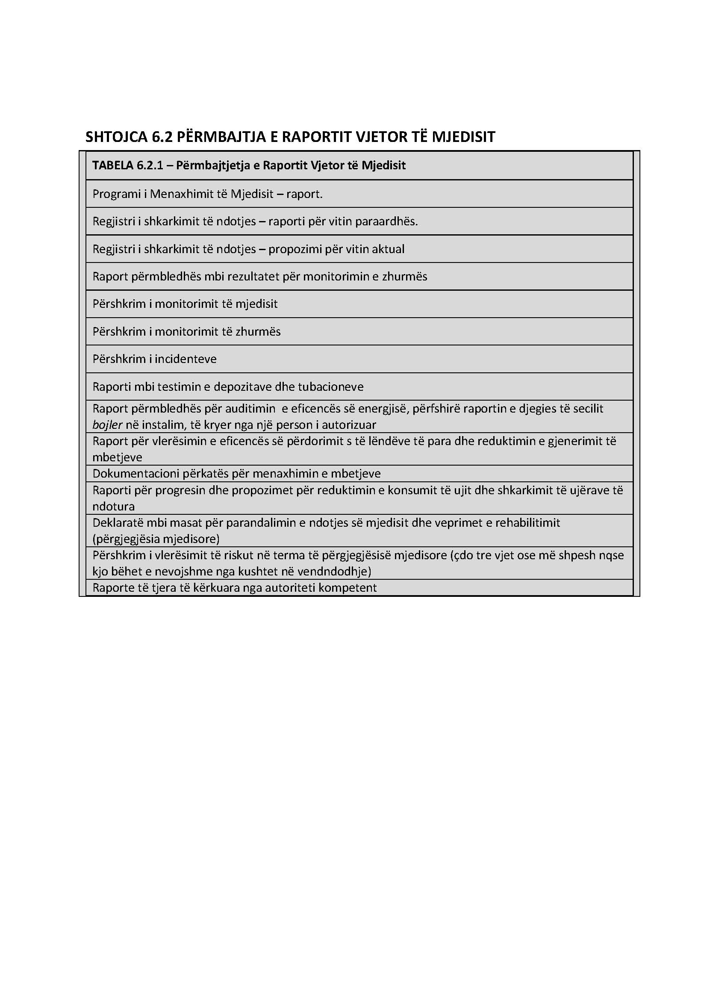 SHTOJCA 6.2 PËRMBAJTJA E RAPORTIT VJETOR TË MJEDISIT
TABELA 6.2.1 – Përmbajtjetja e Raportit Vjetor të Mjedisit
Programi i Menaxhimit të Mjedisit – raport.
Regjistri i shkarkimit të ndotjes – raporti për vitin paraardhës.
Regjistri i shkarkimit të ndotjes – propozimi për vitin aktual
Raport përmbledhës mbi rezultatet për monitorimin e zhurmës
Përshkrim i monitorimit të mjedisit
Përshkrim i monitorimit të zhurmës
Përshkrim i incidenteve
Raporti mbi testimin e depozitave dhe tubacioneve
Raport përmbledhës për auditimin  e eficencës së energjisë, përfshirë raportin e djegies të secilit
bojler në instalim, të kryer nga një person i autorizuar
Raport për vlerësimin e eficencës së përdorimit s të lëndëve të para dhe reduktimin e gjenerimit të
mbetjeve
Dokumentacioni përkatës për menaxhimin e mbetjeve
Raporti për progresin dhe propozimet për reduktimin e konsumit të ujit dhe shkarkimit të ujërave të
ndotura
Deklaratë mbi masat për parandalimin e ndotjes së mjedisit dhe veprimet e rehabilitimit
(përgjegjësia mjedisore)
Përshkrim i vlerësimit të riskut në terma të përgjegjësisë mjedisore (çdo tre vjet ose më shpesh nqse
kjo bëhet e nevojshme nga kushtet në vendndodhje)
Raporte të tjera të kërkuara nga autoriteti kompetent